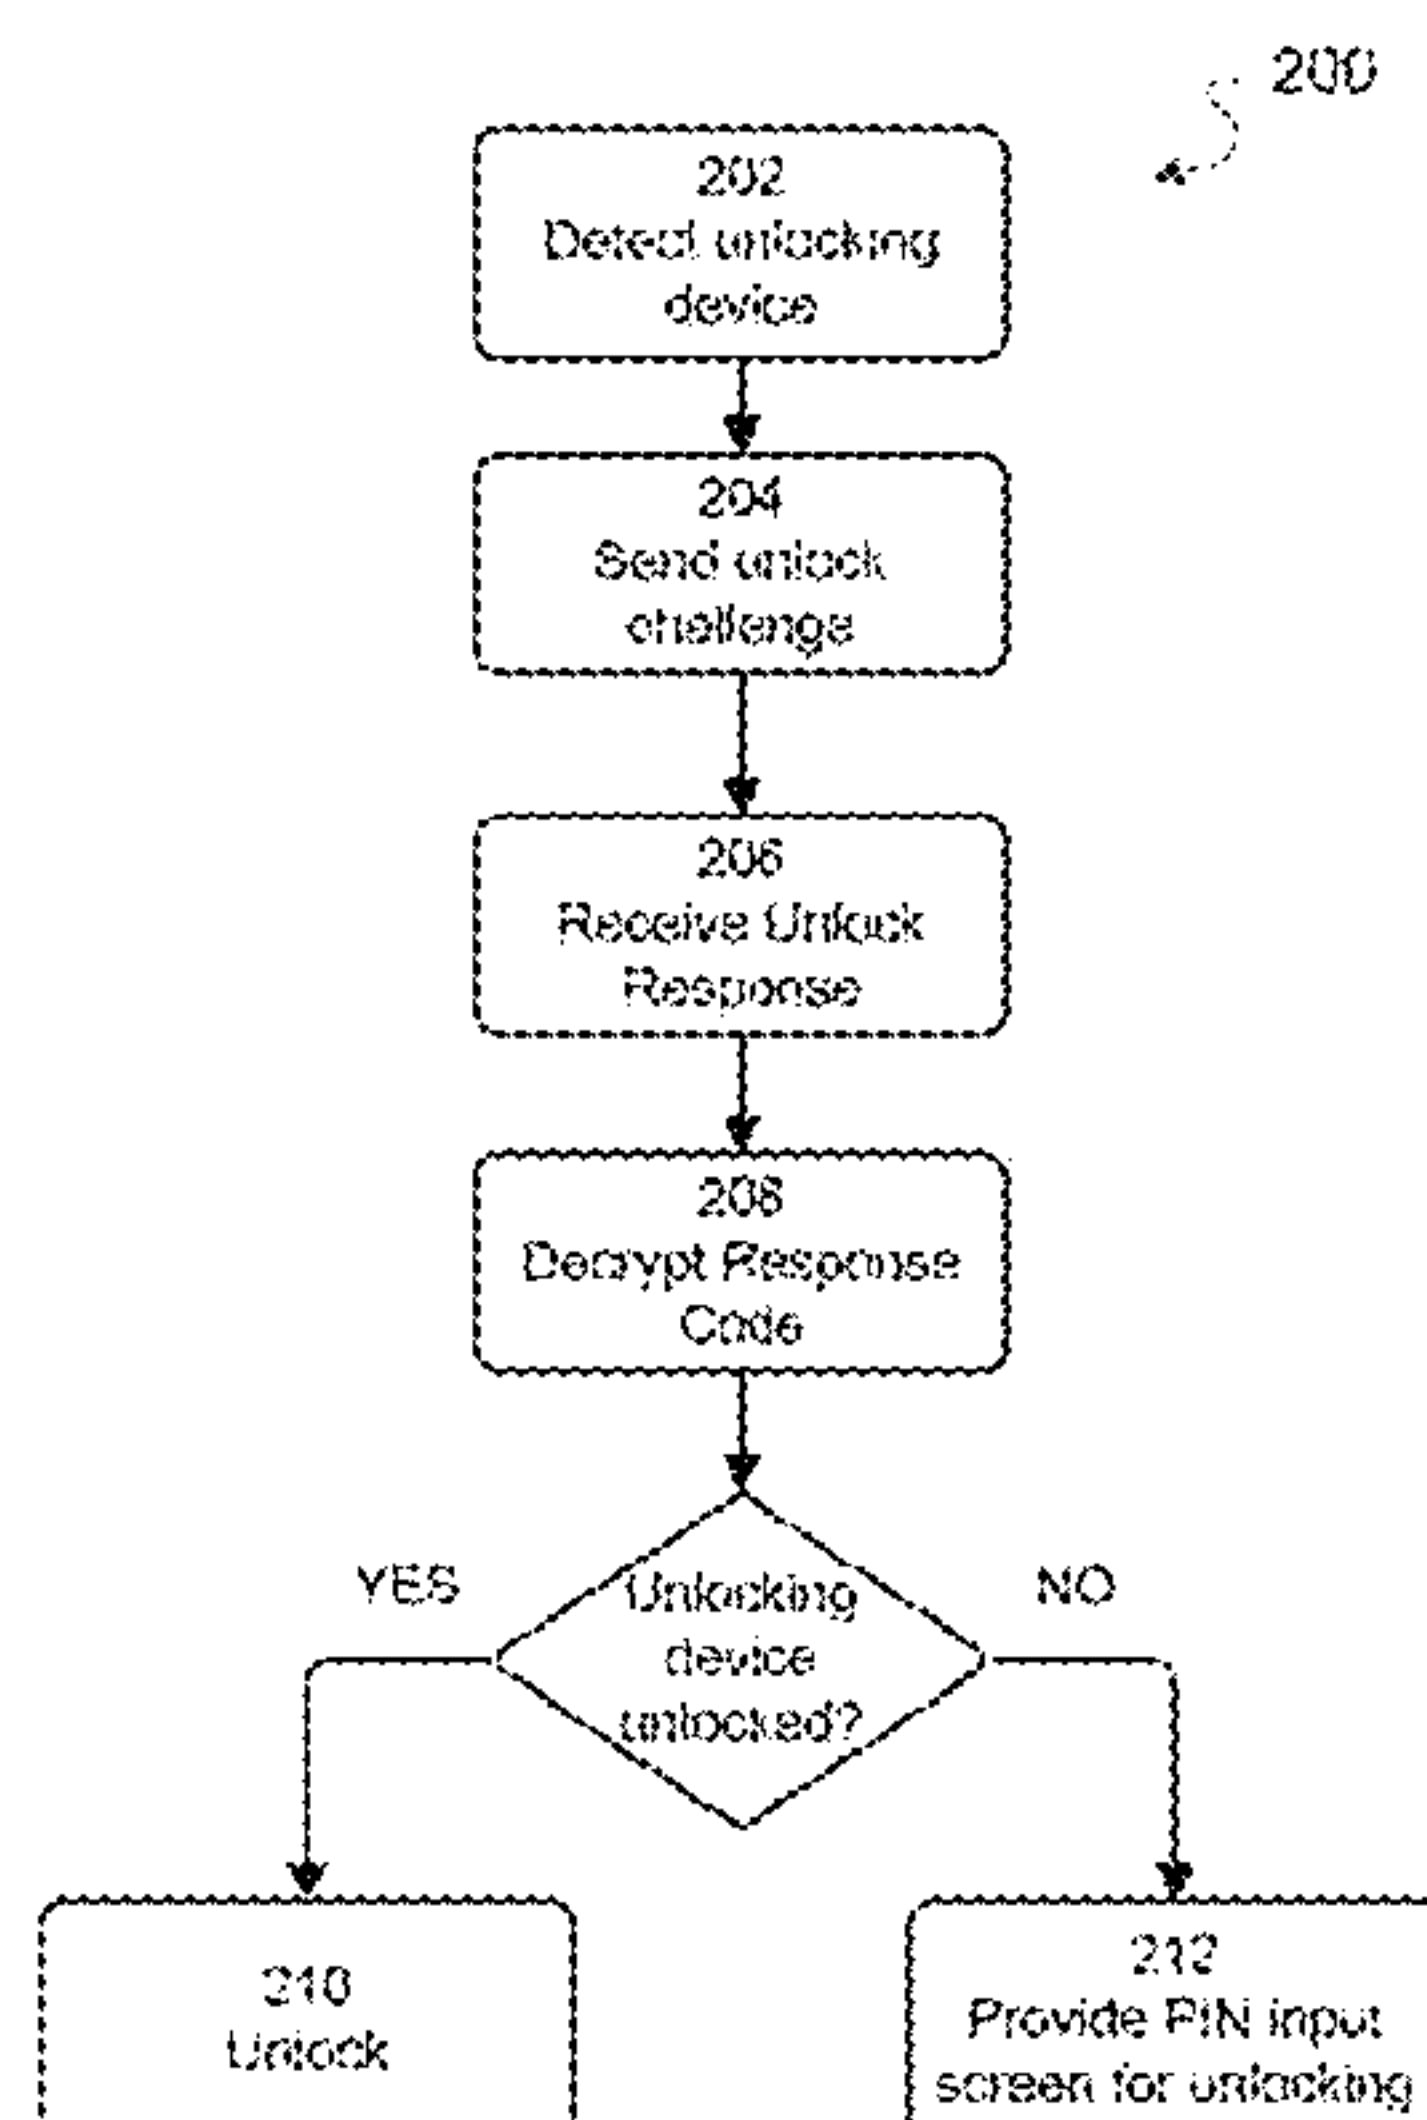 200
202
Detect unlocking
device
204
Send unlock
challenge
206
Receive Unlock
Response
208
Decrypt Response
Code
YES
Unlocking
device
unlocked?
NO
210
Unlock
212
Provide PIN input
screen for unlocking